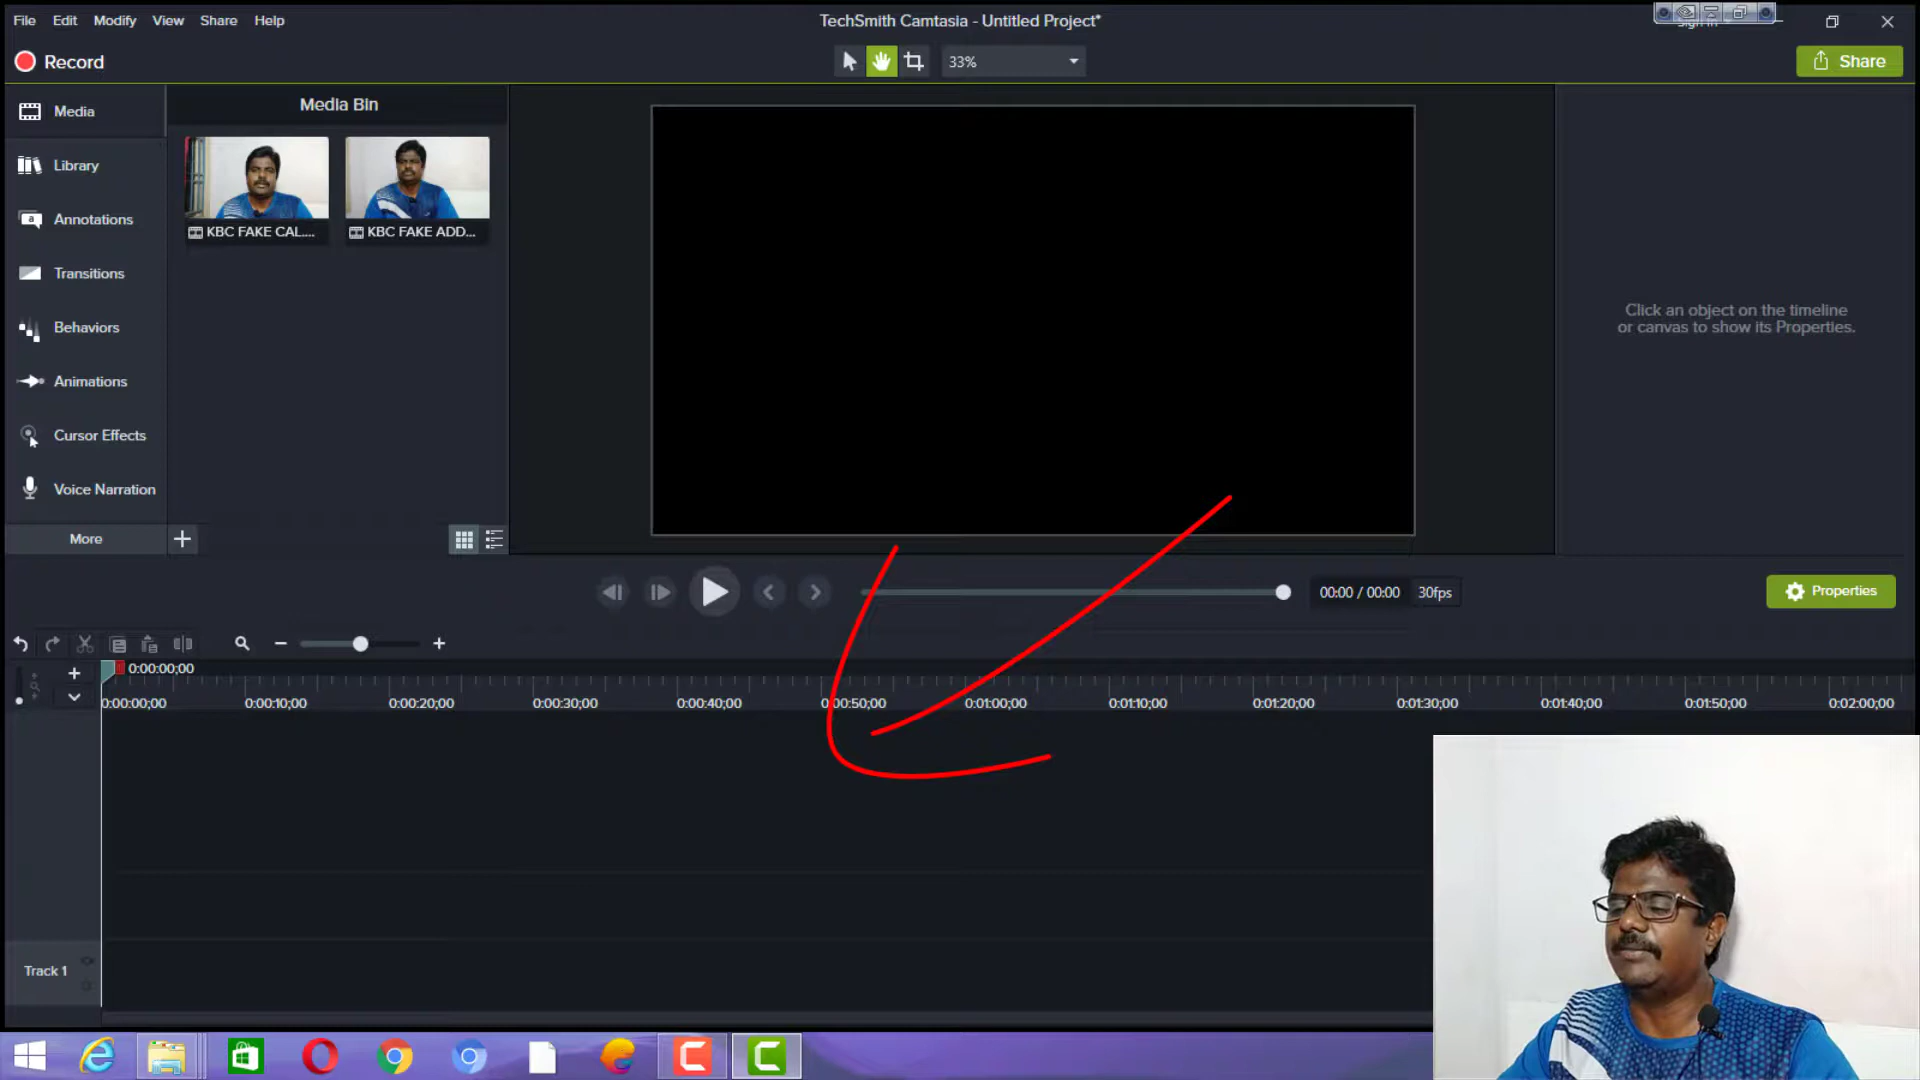 File Edit Modify View Share Help
TechSmith Camtasia - Untitled Project*
Record
33%
Share
Media
Library
Annotations
Transitions
Behaviors
Animations
Cursor Effects
Voice Narration
More
Media Bin
KBC FAKE CAL....
KBC FAKE ADD...
Click an object on the timeline
or canvas to show its Properties.
00:00 / 00:00 30fps
Properties
0:00:00;00
0:00:00;00 0:00:10;00 0:00:20;00 0:00:30;00 0:00:40;00 0:00:50;00 0:01:00;00 0:01:10;00 0:01:20;00 0:01:30;00 0:01:40;00 0:01:50;00 0:02:00;00
Track 1